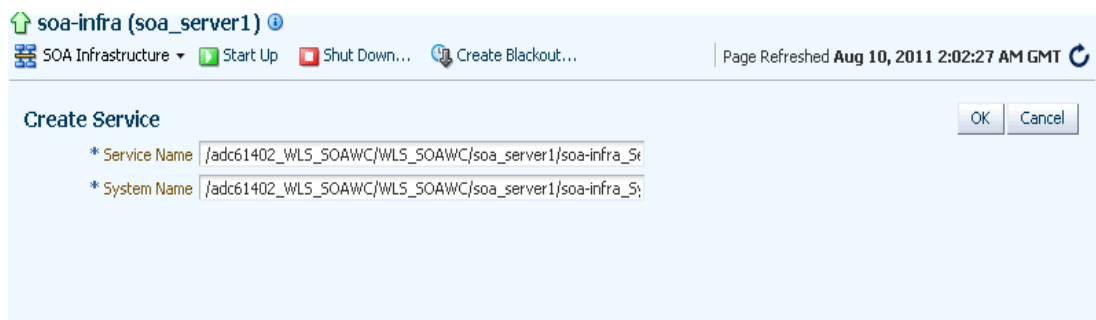 soa-infra (soa_server1)
SOA Infrastructure Start Up Shut Down... Create Blackout... Page Refreshed Aug 10, 2011 2:02:27 AM GMT
Create Service OK Cancel
* Service Name /adc61402_WLS_SOAWC/WLS_SOAWC/soa_server1/soa-infra_Se
* System Name /adc61402_WLS_SOAWC/WLS_SOAWC/soa_server1/soa-infra_Sy